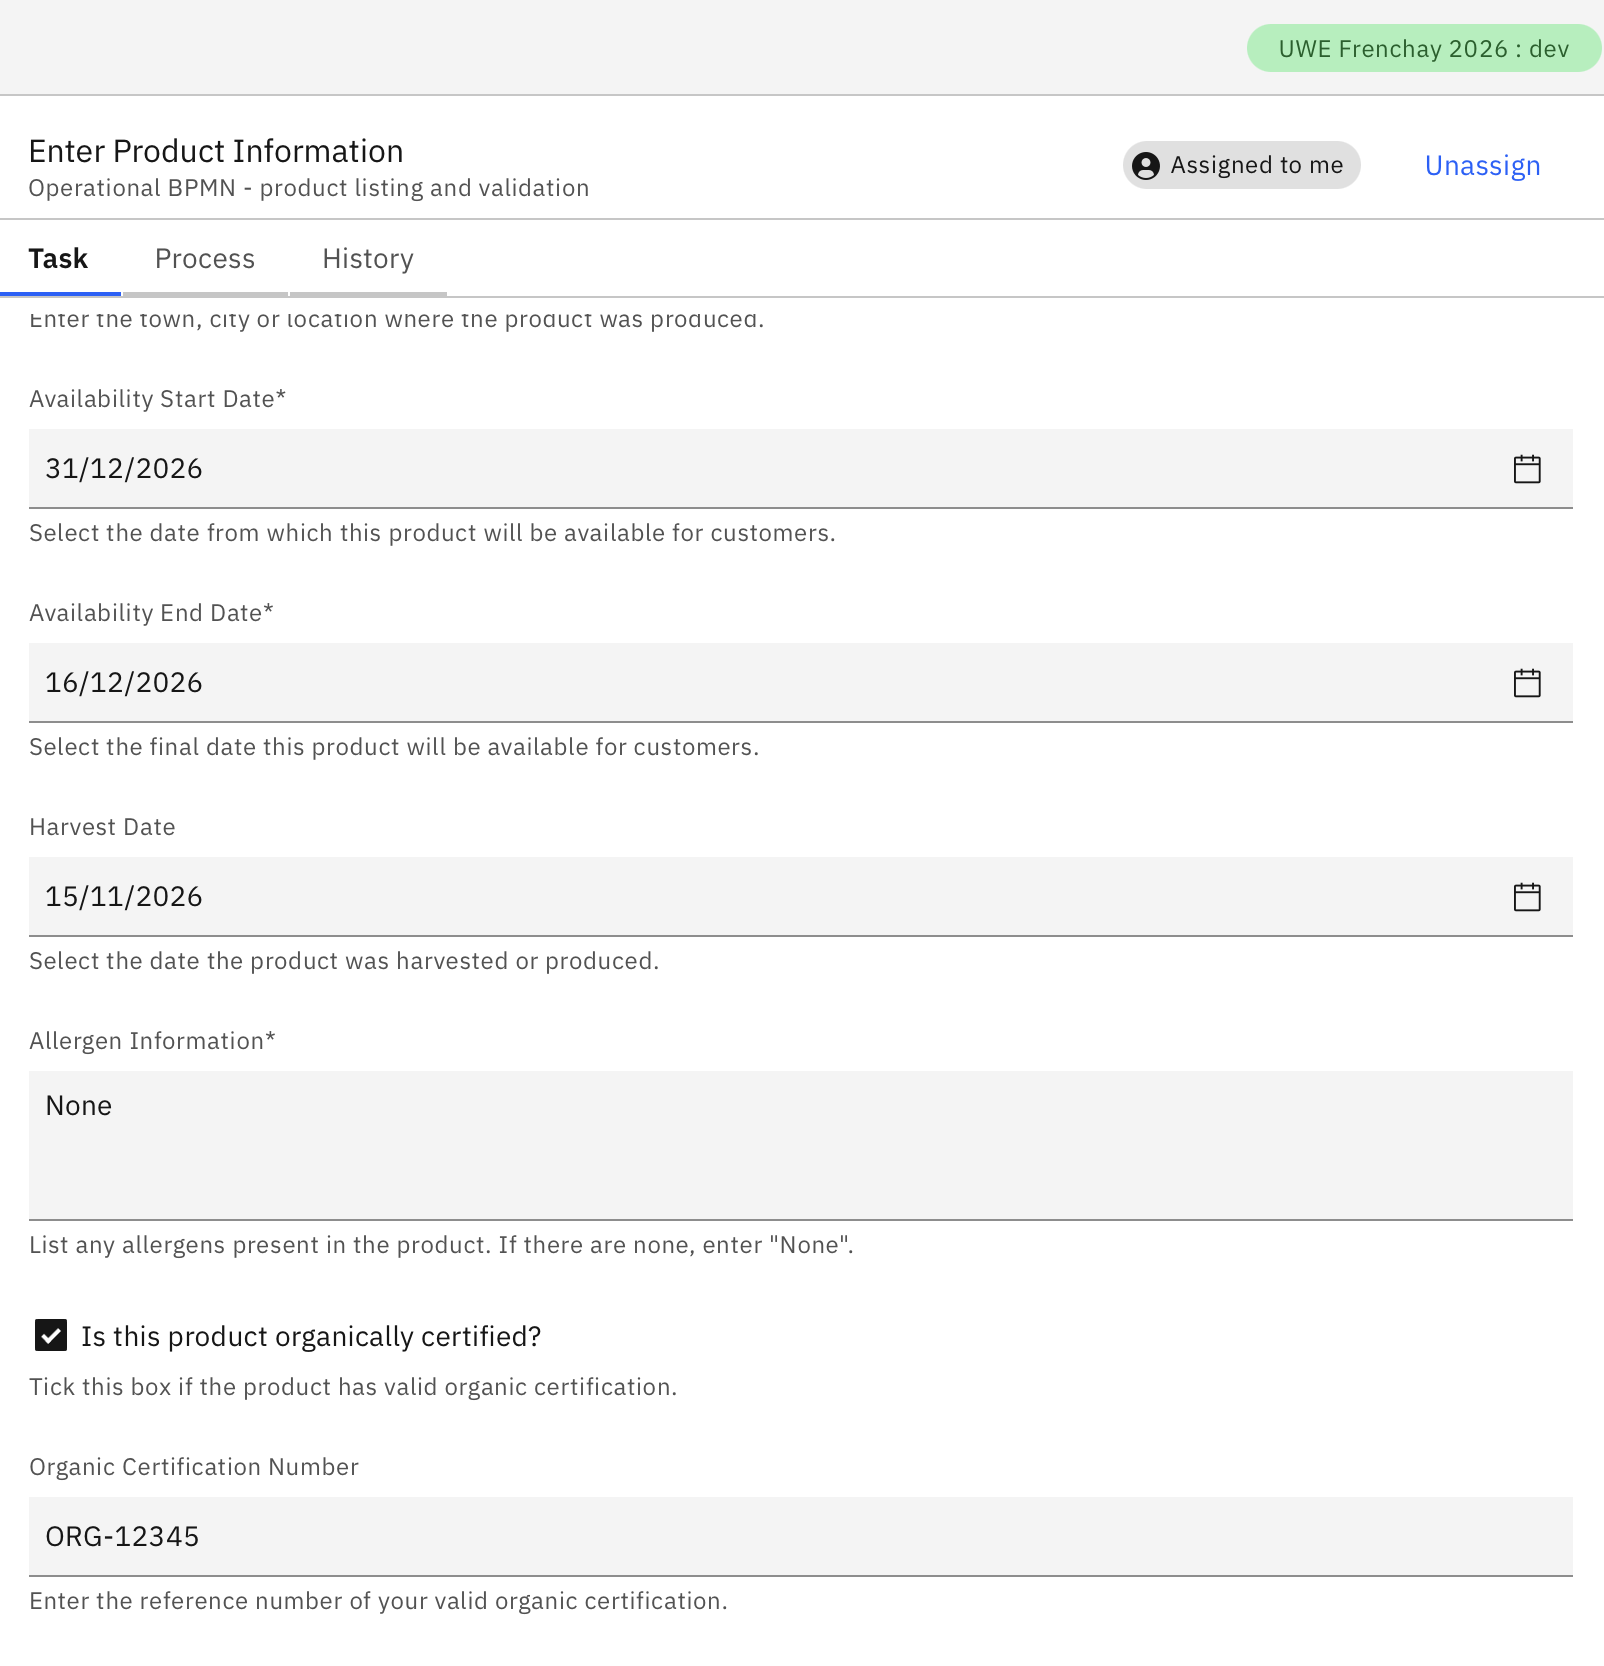 UWE Frenchay 2026 : dev
Enter Product Information
Operational BPMN - product listing and validation
Assigned to me
Unassign
Task
Process
History
Enter the town, city or location where the product was produced.
Availability Start Date*
31/12/2026
Select the date from which this product will be available for customers.
Availability End Date*
16/12/2026
Select the final date this product will be available for customers.
Harvest Date
15/11/2026
Select the date the product was harvested or produced.
Allergen Information*
None
List any allergens present in the product. If there are none, enter "None".
Is this product organically certified?
Tick this box if the product has valid organic certification.
Organic Certification Number
ORG-12345
Enter the reference number of your valid organic certification.